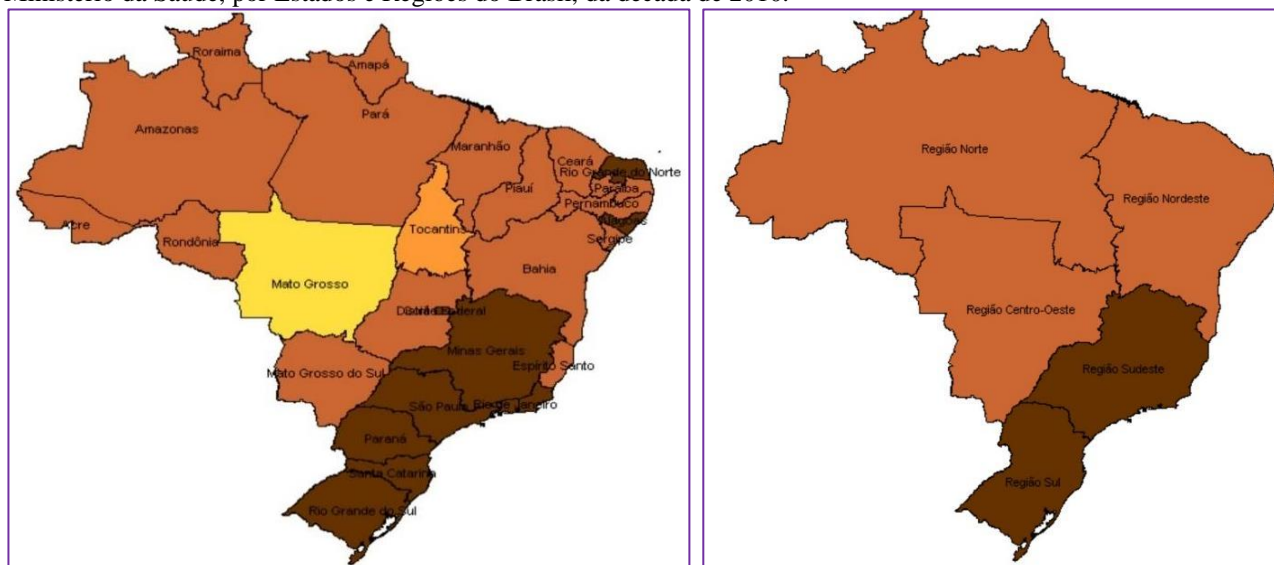 Ministério da Saúde, por Estados e Regiões do Brasil, da década de 2010.
Roraima
Amapá
Amazonas
Pará
Maranhão
Ceará
Rio Grande do Norte
Paraíba
Piauí
Pernambuco
Alagoas
Sergipe
Acre
Rondônia
Tocantins
Bahia
Mato Grosso
Minas Gerais
Espírito Santo
Mato Grosso do Sul
São Paulo
Rio de Janeiro
Paraná
Santa Catarina
Rio Grande do Sul
Região Norte
Região Nordeste
Região Centro-Oeste
Região Sudeste
Região Sul